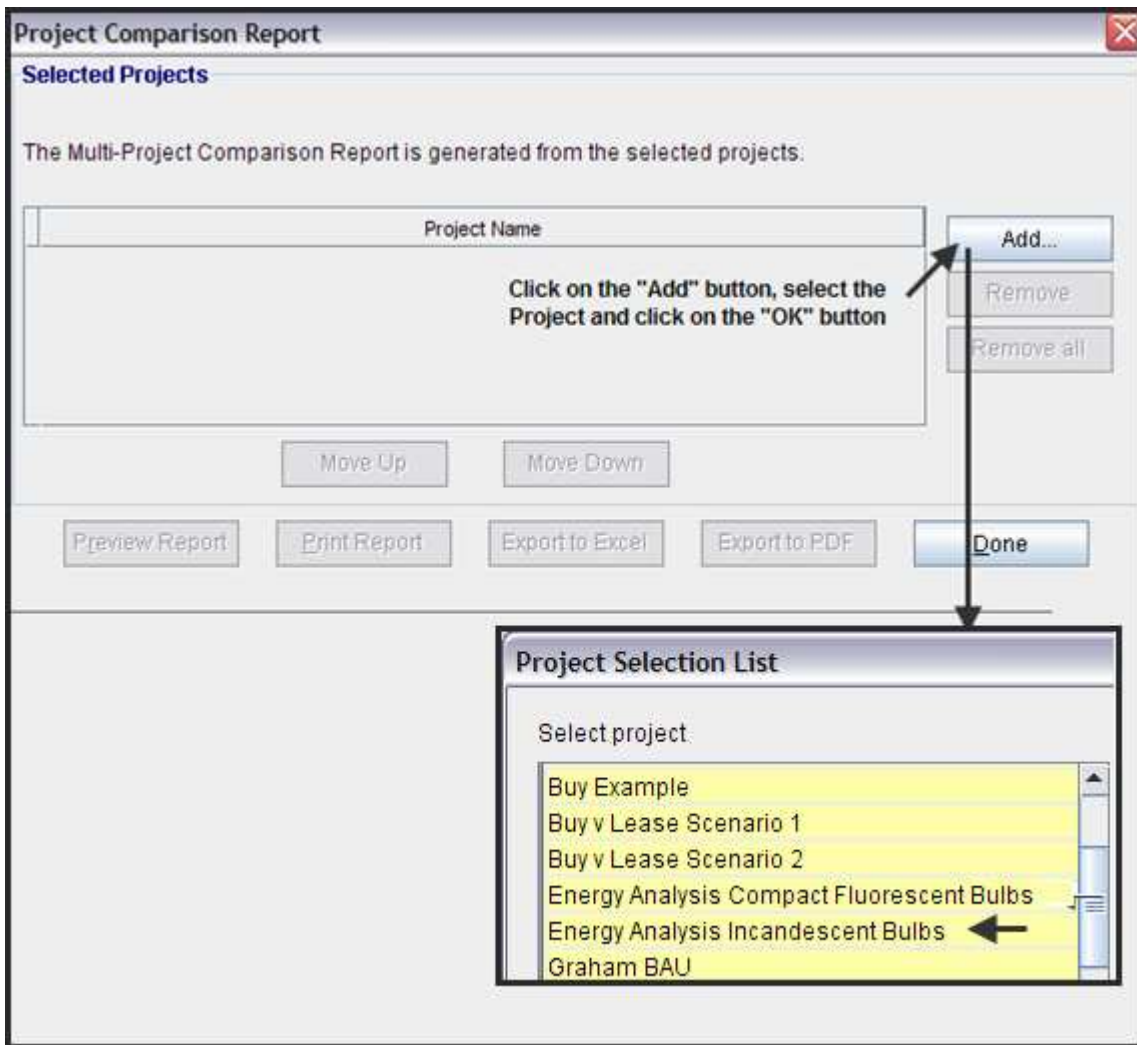 Project Comparison Report
Selected Projects
The Multi-Project Comparison Report is generated from the selected projects.
Project Name
Add...
Click on the "Add" button, select the
Project and click on the "OK" button
Remove
Remove all
Move Up
Move Down
Preview Report
Print Report
Export to Excel
Export to PDF
Done
Project Selection List
Select project
Buy Example
Buy v Lease Scenario 1
Buy v Lease Scenario 2
Energy Analysis Compact Fluorescent Bulbs
Energy Analysis Incandescent Bulbs
Graham BAU